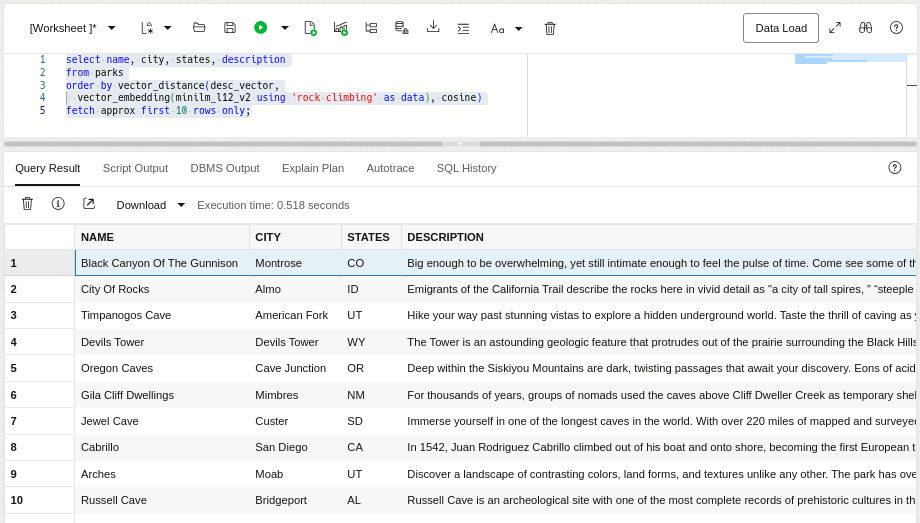 [Worksheet ]*
Aa
Data Load
1 select name, city, states, description
2 from parks
3 order by vector_distance(desc_vector,
4 vector_embedding(minilm_l12_v2 using 'rock climbing' as data), cosine)
5 fetch approx first 10 rows only;
Query Result Script Output DBMS Output Explain Plan Autotrace SQL History
Download Execution time: 0.518 seconds
NAME CITY STATES DESCRIPTION
1 Black Canyon Of The Gunnison Montrose CO Big enough to be overwhelming, yet still intimate enough to feel the pulse of time. Come see some of th
2 City Of Rocks Almo ID Emigrants of the California Trail describe the rocks here in vivid detail as "a city of tall spires, ” “steeple
3 Timpanogos Cave American Fork UT Hike your way past stunning vistas to explore a hidden underground world. Taste the thrill of caving as y
4 Devils Tower Devils Tower WY The Tower is an astounding geologic feature that protrudes out of the prairie surrounding the Black Hills
5 Oregon Caves Cave Junction OR Deep within the Siskiyou Mountains are dark, twisting passages that await your discovery. Eons of acid
6 Gila Cliff Dwellings Mimbres NM For thousands of years, groups of nomads used the caves above Cliff Dweller Creek as temporary shel
7 Jewel Cave Custer SD Immerse yourself in one of the longest caves in the world. With over 220 miles of mapped and surveyed
8 Cabrillo San Diego CA In 1542, Juan Rodriguez Cabrillo climbed out of his boat and onto shore, becoming the first European t
9 Arches Moab UT Discover a landscape of contrasting colors, land forms, and textures unlike any other. The park has ove
10 Russell Cave Bridgeport AL Russell Cave is an archeological site with one of the most complete records of prehistoric cultures in th